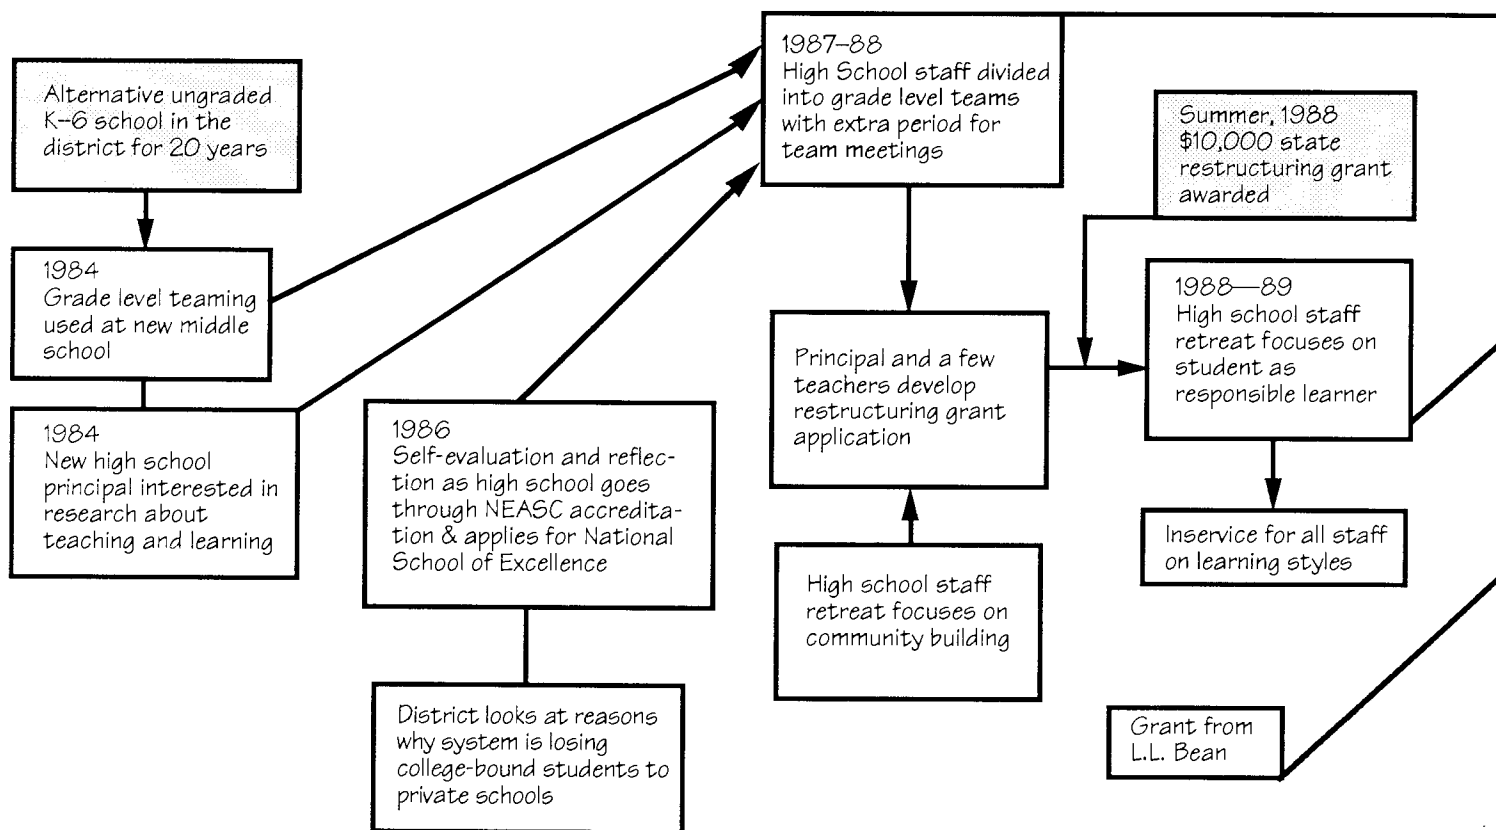 Alternative ungraded
K–6 school in the
district for 20 years
1984
Grade level teaming
used at new middle
school
1984
New high school
principal interested in
research about
teaching and learning
1986
Self-evaluation and reflec-
tion as high school goes
through NEASC accredita-
tion & applies for National
School of Excellence
District looks at reasons
why system is losing
college-bound students to
private schools
1987–88
High School staff divided
into grade level teams
with extra period for
team meetings
Principal and a few
teachers develop
restructuring grant
application
High school staff
retreat focuses on
community building
Summer, 1988
$10,000 state
restructuring grant
awarded
1988—89
High school staff
retreat focuses on
student as
responsible learner
Inservice for all staff
on learning styles
Grant from
L.L. Bean